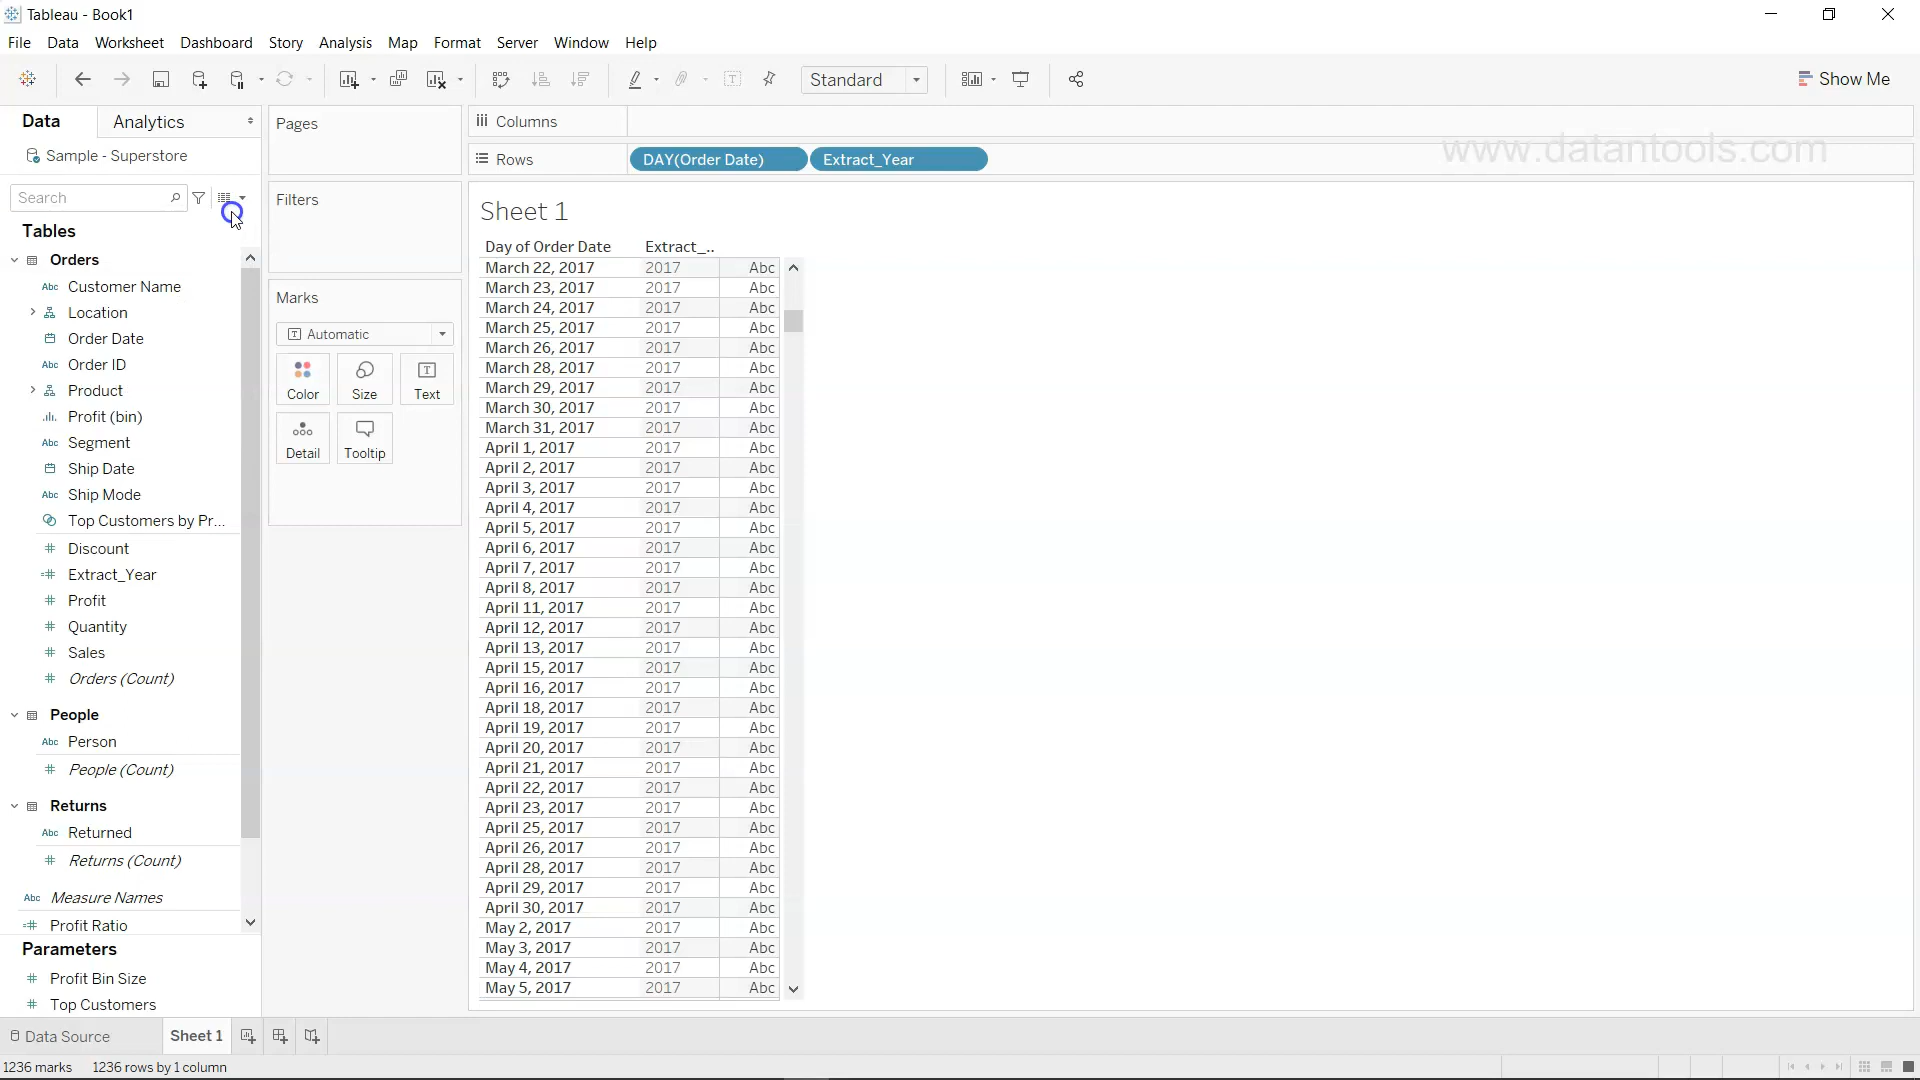 Tableau - Book1
File Data Worksheet Dashboard Story Analysis Map Format Server Window Help
Standard
Show Me
Data Analytics
Sample - Superstore
Search
Tables
Orders
Abc Customer Name
Location
Order Date
Abc Order ID
Product
Profit (bin)
Abc Segment
Ship Date
Abc Ship Mode
Top Customers by Pr...
# Discount
=# Extract_Year
# Profit
# Quantity
# Sales
# Orders (Count)
People
Abc Person
# People (Count)
Returns
Abc Returned
# Returns (Count)
Abc Measure Names
=# Profit Ratio
Parameters
# Profit Bin Size
# Top Customers
Pages
Filters
Marks
T Automatic
Color Size Text
Detail Tooltip
Columns
Rows DAY(Order Date) Extract_Year
www.datantools.com
Sheet 1
Day of Order Date Extract_..
March 22, 2017 2017 Abc
March 23, 2017 2017 Abc
March 24, 2017 2017 Abc
March 25, 2017 2017 Abc
March 26, 2017 2017 Abc
March 28, 2017 2017 Abc
March 29, 2017 2017 Abc
March 30, 2017 2017 Abc
March 31, 2017 2017 Abc
April 1, 2017 2017 Abc
April 2, 2017 2017 Abc
April 3, 2017 2017 Abc
April 4, 2017 2017 Abc
April 5, 2017 2017 Abc
April 6, 2017 2017 Abc
April 7, 2017 2017 Abc
April 8, 2017 2017 Abc
April 11, 2017 2017 Abc
April 12, 2017 2017 Abc
April 13, 2017 2017 Abc
April 15, 2017 2017 Abc
April 16, 2017 2017 Abc
April 18, 2017 2017 Abc
April 19, 2017 2017 Abc
April 20, 2017 2017 Abc
April 21, 2017 2017 Abc
April 22, 2017 2017 Abc
April 23, 2017 2017 Abc
April 25, 2017 2017 Abc
April 26, 2017 2017 Abc
April 28, 2017 2017 Abc
April 29, 2017 2017 Abc
April 30, 2017 2017 Abc
May 2, 2017 2017 Abc
May 3, 2017 2017 Abc
May 4, 2017 2017 Abc
May 5, 2017 2017 Abc
Data Source Sheet 1
1236 marks 1236 rows by 1 column